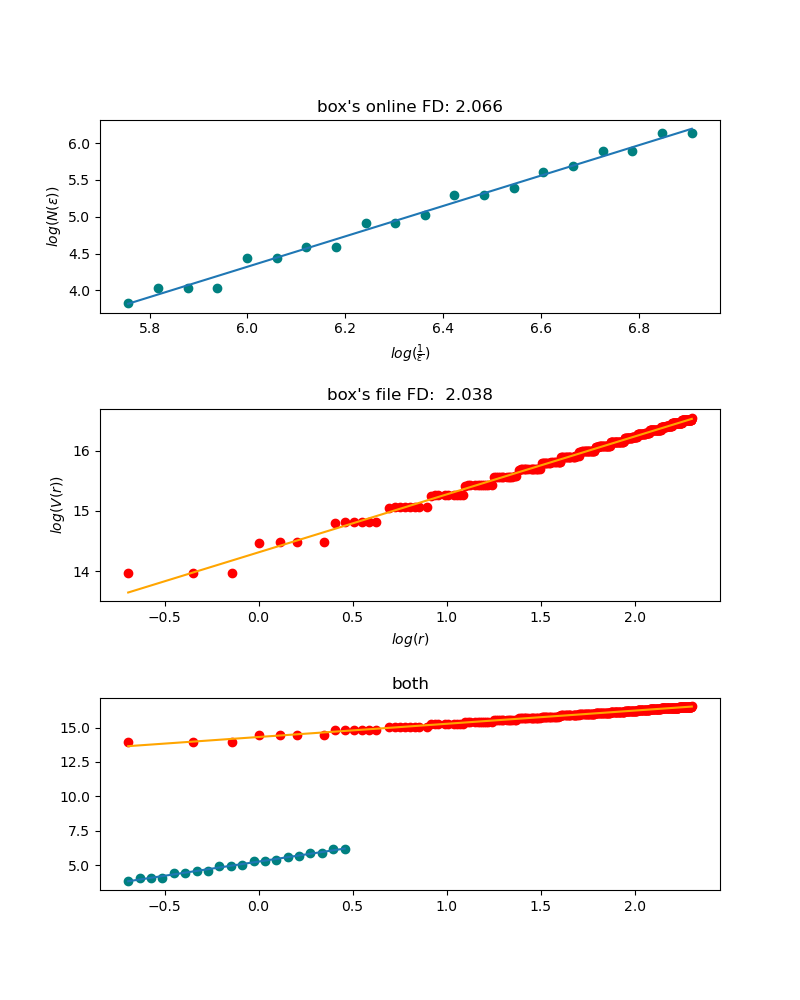 box's online FD: 2.066
6.0
5.5
5.0
4.5
4.0
log(N(ε))
5.8 6.0 6.2 6.4 6.6 6.8
log(1/ε)
box's file FD:  2.038
16
15
14
log(V(r))
−0.5 0.0 0.5 1.0 1.5 2.0
log(r)
both
15.0
12.5
10.0
7.5
5.0
−0.5 0.0 0.5 1.0 1.5 2.0